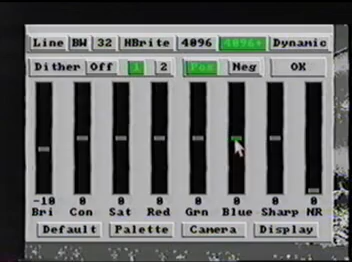 Line BW 32 HBrite 4096 4096+ Dynamic
Dither Off 1 2 Pos Neg OK
-10 0 0 0 0 0 0 0
Bri Con Sat Red Grn Blue Sharp NR
Default Palette Camera Display